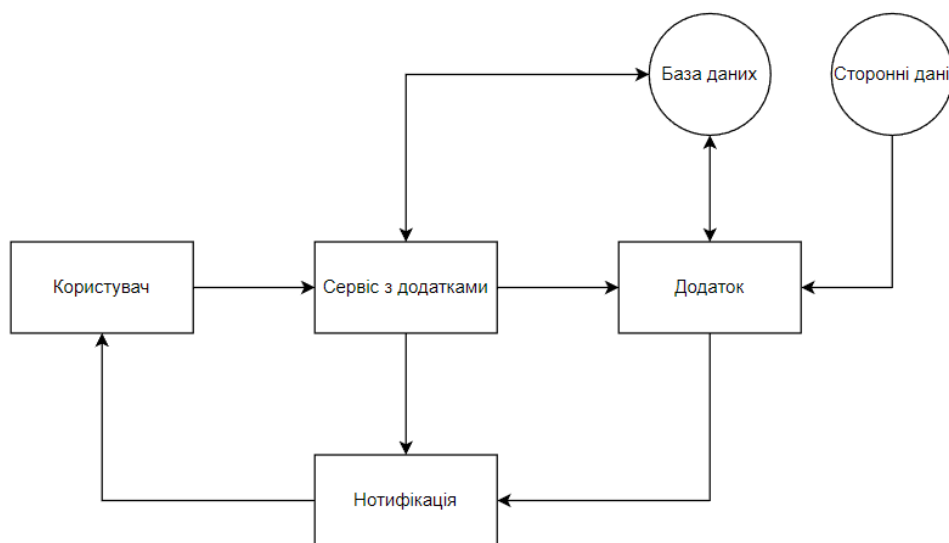 База даних
Сторонні дані
Користувач
Сервіс з додатками
Додаток
Нотифікація